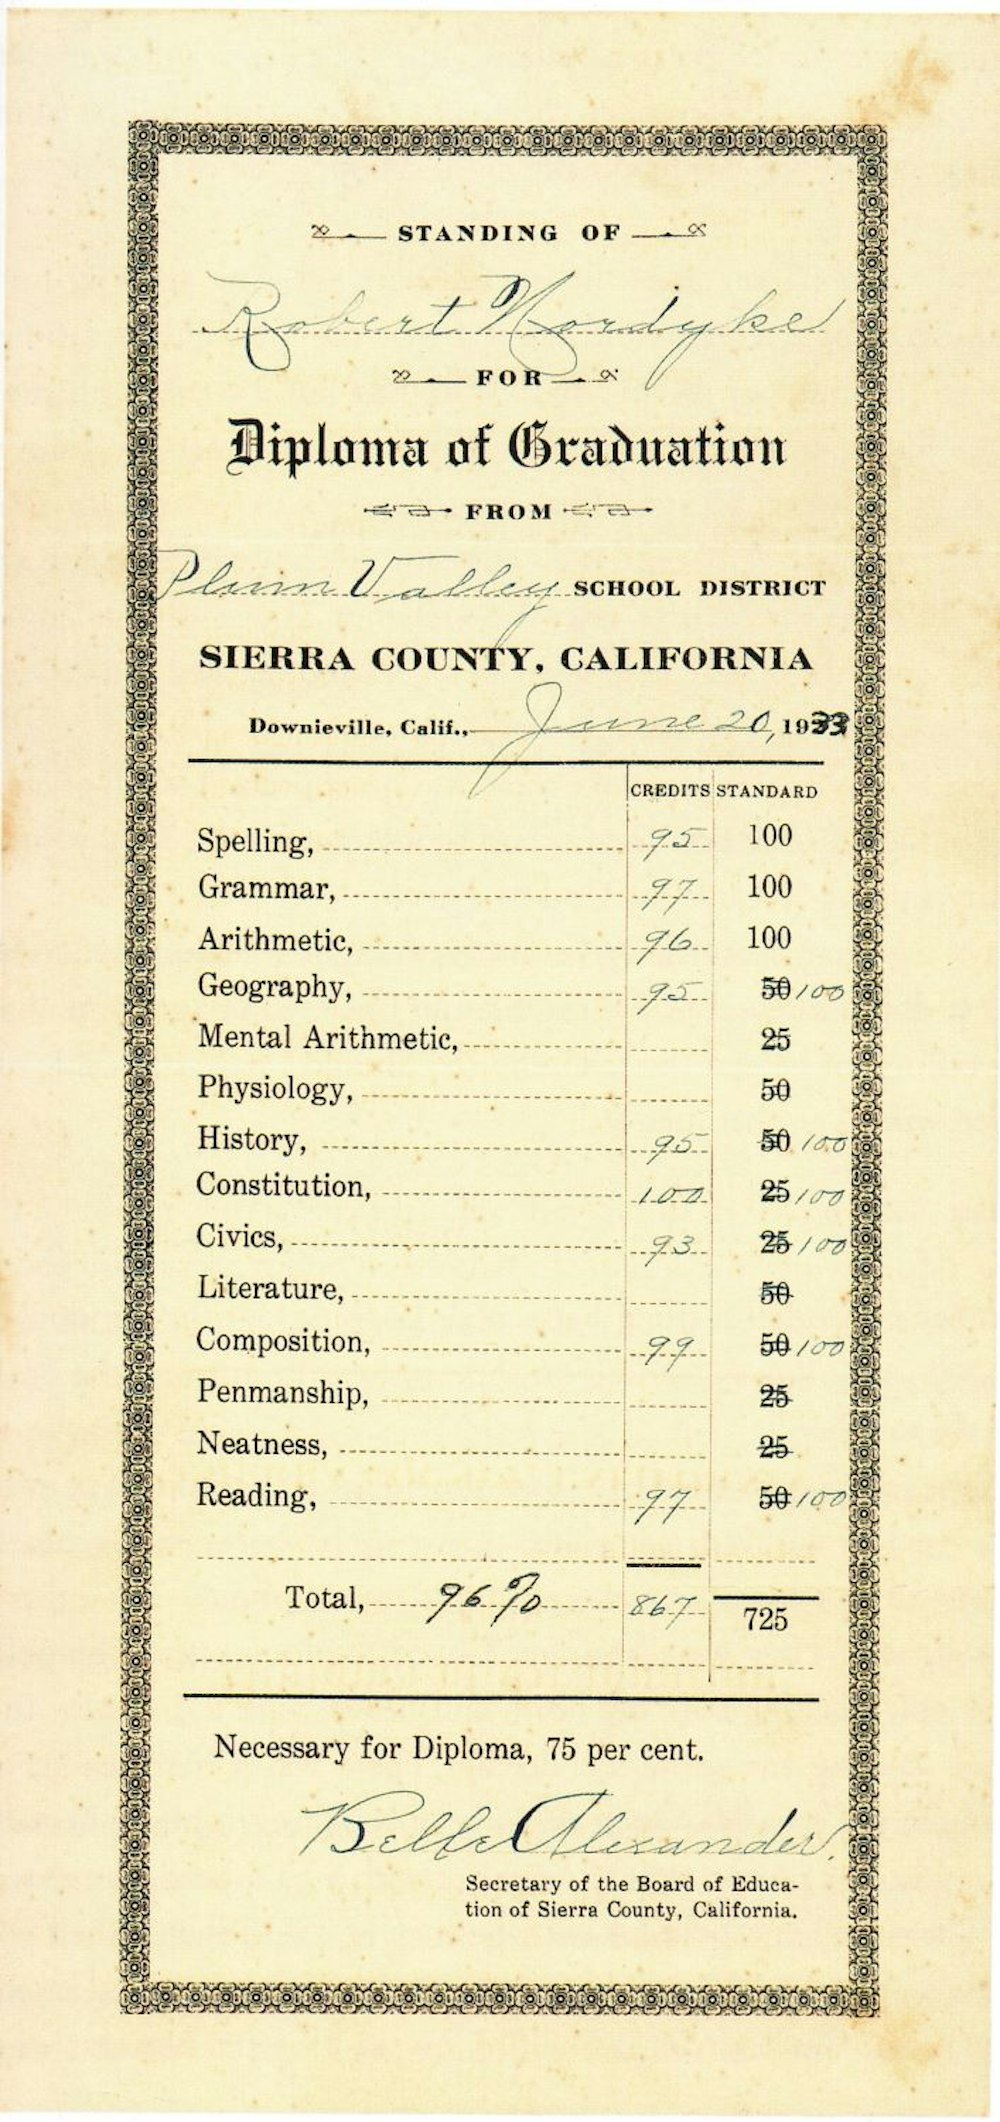 STANDING OF
Robert Nordyke
FOR
Diploma of Graduation
FROM
Plum Valley SCHOOL DISTRICT
SIERRA COUNTY, CALIFORNIA
Downieville, Calif., June 20, 1933
CREDITS STANDARD
Spelling, 95 100
Grammar, 97 100
Arithmetic, 96 100
Geography, 95 50 100
Mental Arithmetic, 25
Physiology, 50
History, 95 50 100
Constitution, 100 25 100
Civics, 93 25 100
Literature, 50
Composition, 99 50 100
Penmanship, 25
Neatness, 25
Reading, 97 50 100
Total, 96% 867 725
Necessary for Diploma, 75 per cent.
Belle Alexander.
Secretary of the Board of Educa-
tion of Sierra County, California.